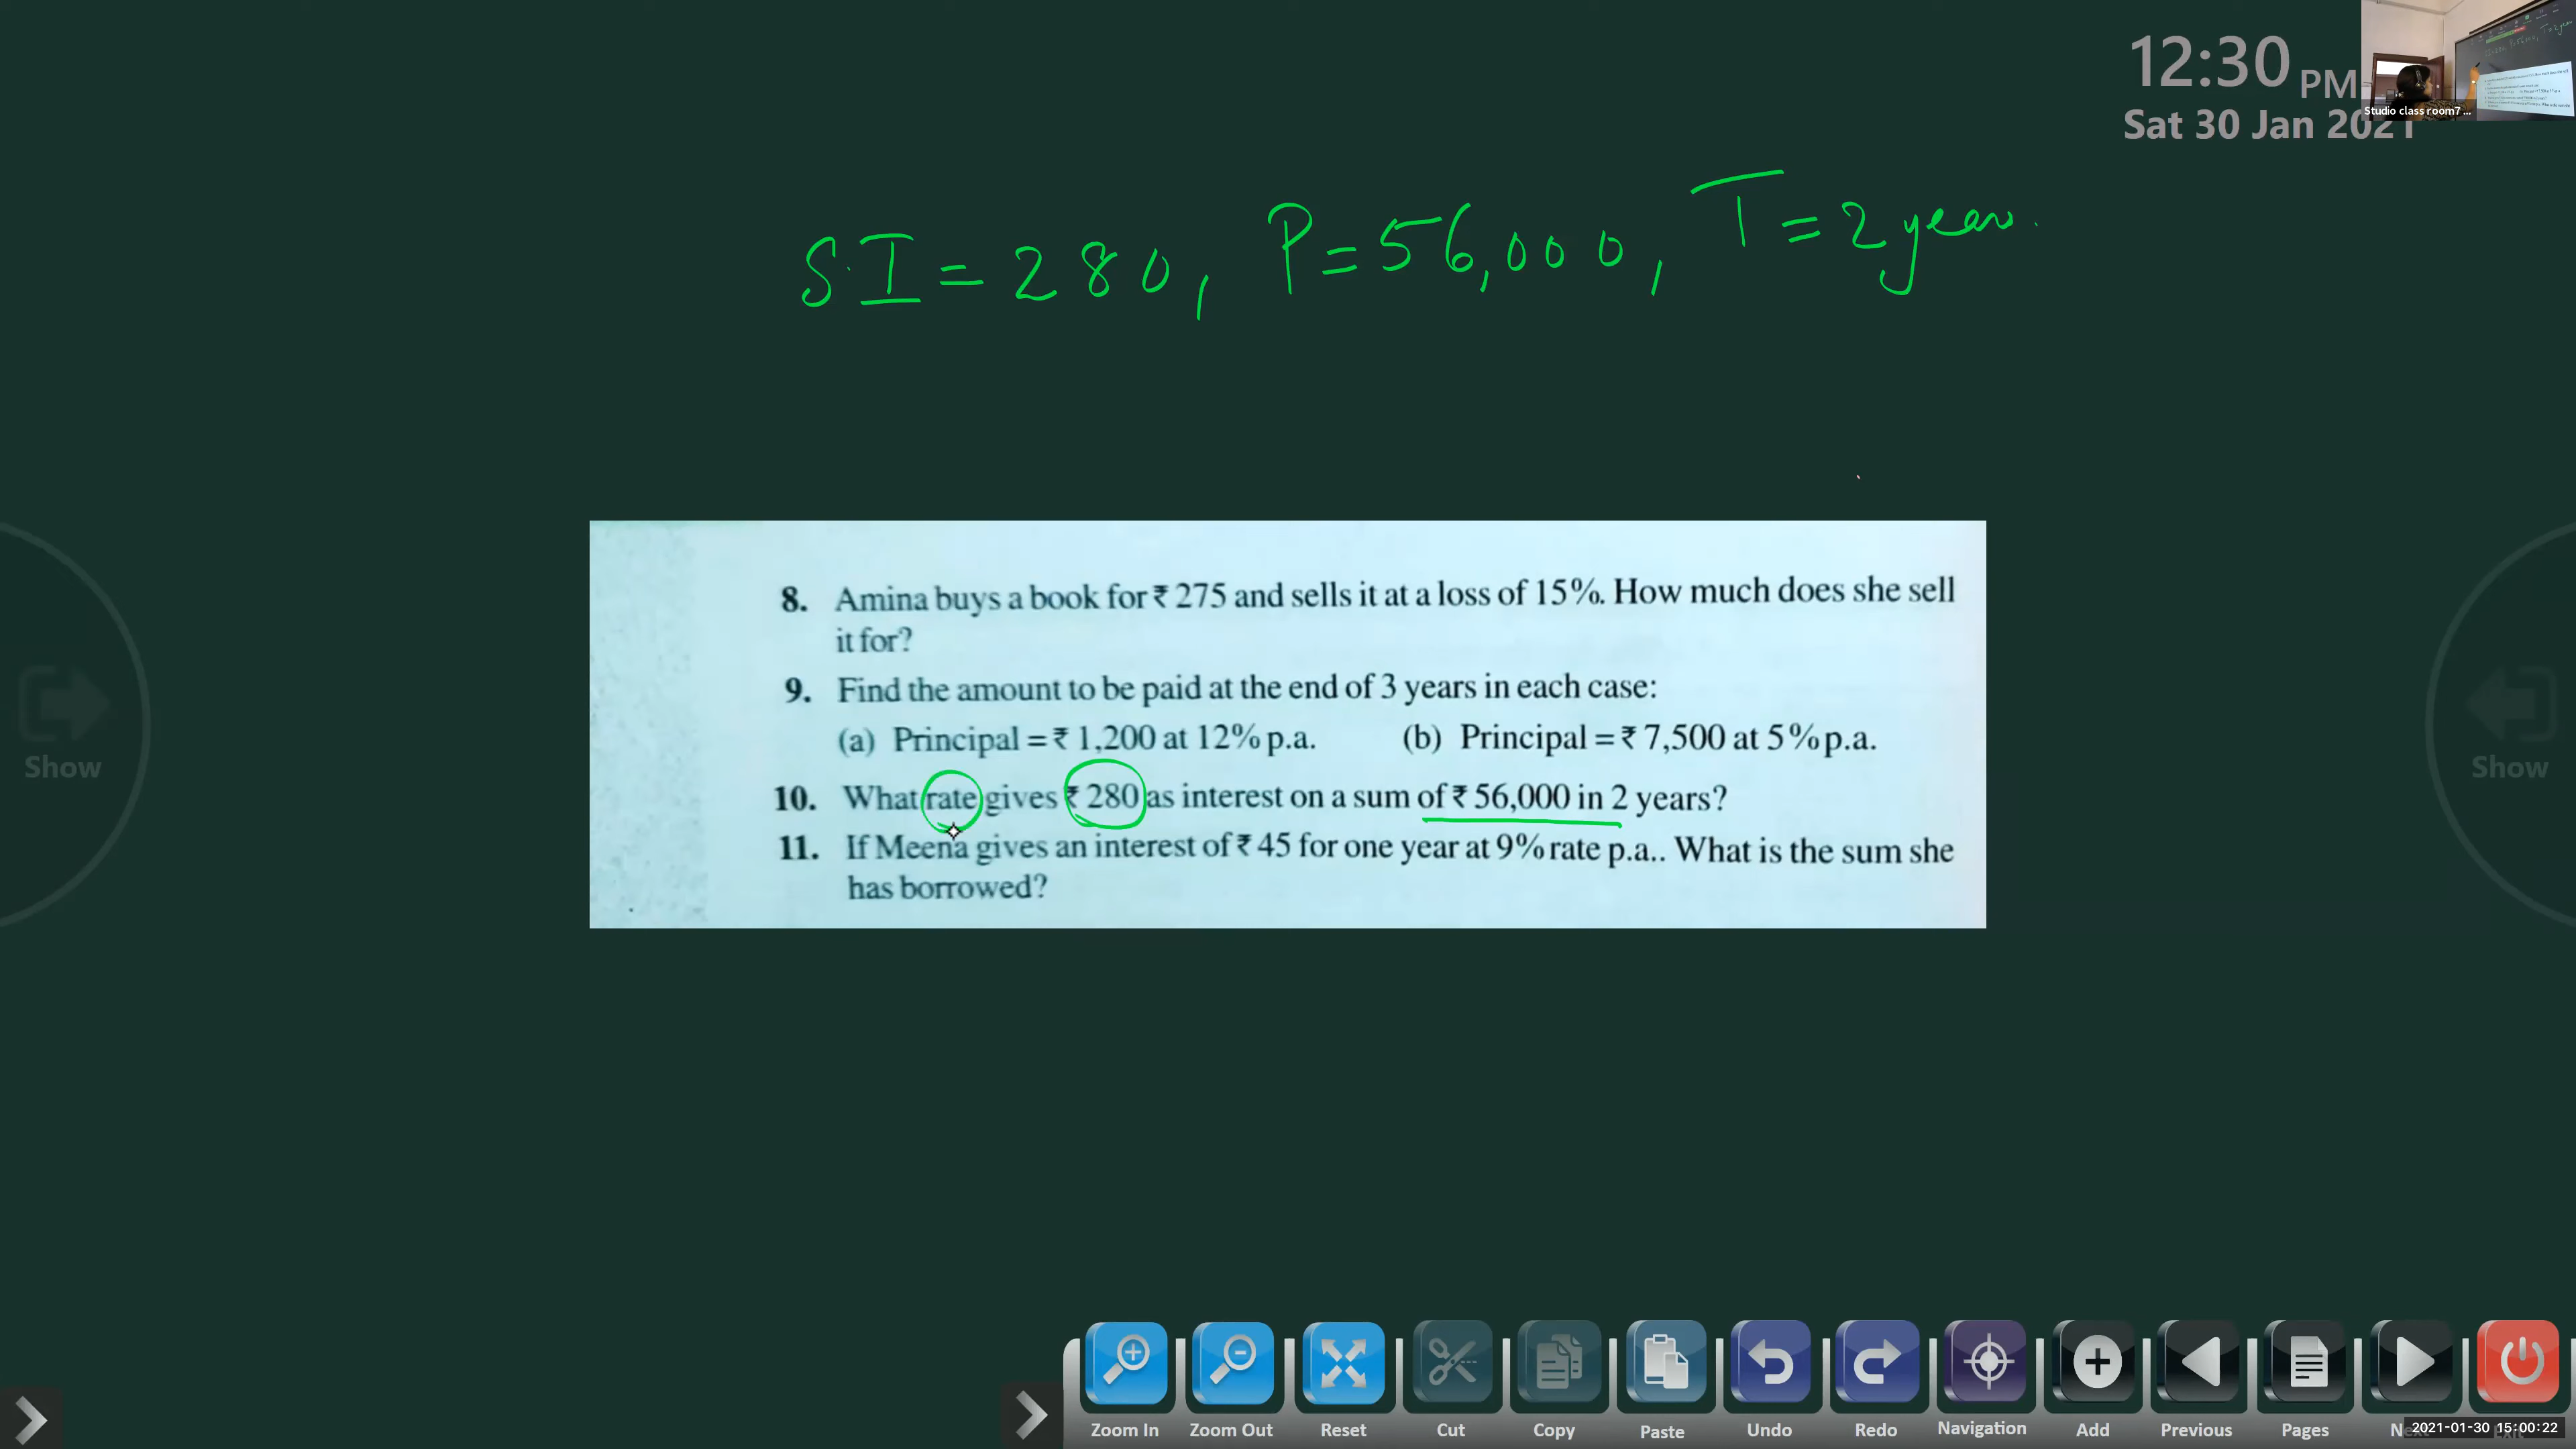 12:30 PM
Sat 30 Jan 2021
Studio class room7 ...
S.I = 280, P = 56,000, T = 2 years.
8. Amina buys a book for ₹ 275 and sells it at a loss of 15%. How much does she sell
it for?
9. Find the amount to be paid at the end of 3 years in each case:
(a) Principal = ₹ 1,200 at 12% p.a. (b) Principal = ₹ 7,500 at 5% p.a.
10. What rate gives ₹ 280 as interest on a sum of ₹ 56,000 in 2 years?
11. If Meena gives an interest of ₹ 45 for one year at 9% rate p.a.. What is the sum she
has borrowed?
Show
Show
Zoom In Zoom Out Reset Cut Copy Paste Undo Redo Navigation Add Previous Pages
2021-01-30 15:00:22